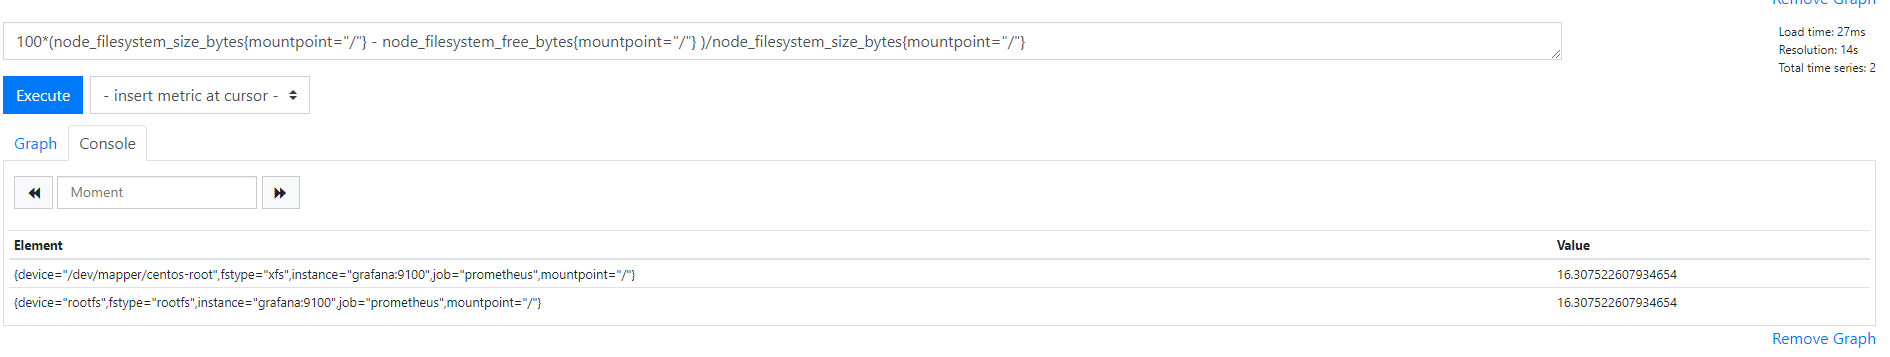 Remove Graph
100*(node_filesystem_size_bytes{mountpoint="/"} - node_filesystem_free_bytes{mountpoint="/"} )/node_filesystem_size_bytes{mountpoint="/"}
Load time: 27ms
Resolution: 14s
Total time series: 2
Execute
- insert metric at cursor -
Graph
Console
Moment
Element Value
{device="/dev/mapper/centos-root",fstype="xfs",instance="grafana:9100",job="prometheus",mountpoint="/"} 16.307522607934654
{device="rootfs",fstype="rootfs",instance="grafana:9100",job="prometheus",mountpoint="/"} 16.307522607934654
Remove Graph